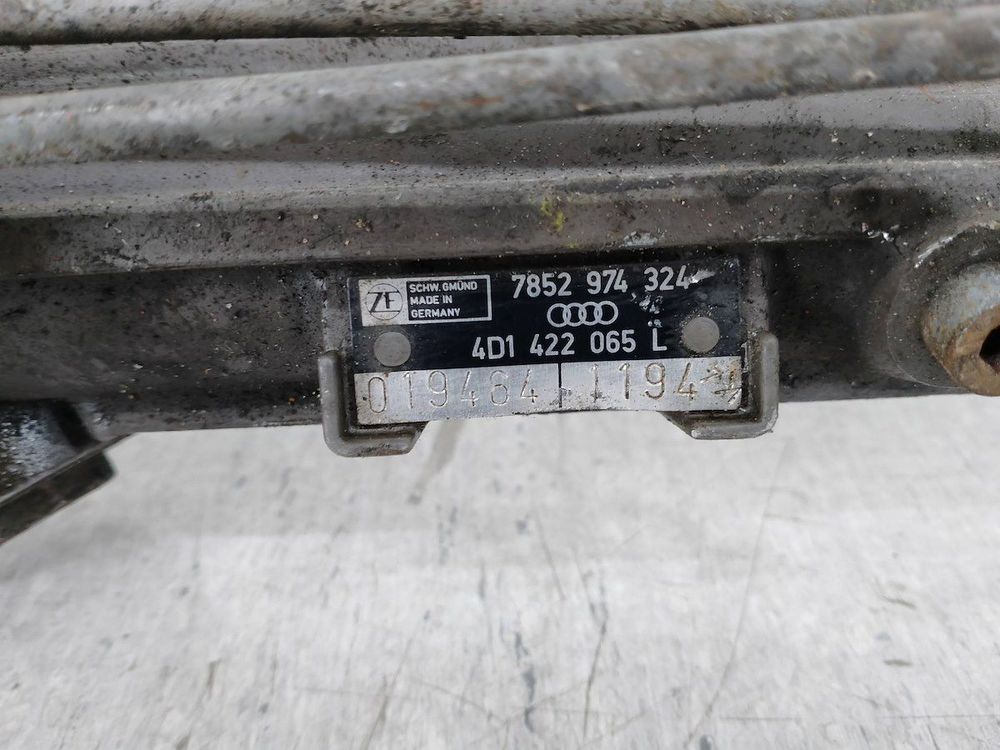 ZF
SCHW. GMÜND
MADE IN
GERMANY
7852 974 324
4D1 422 065 L
019484 1194